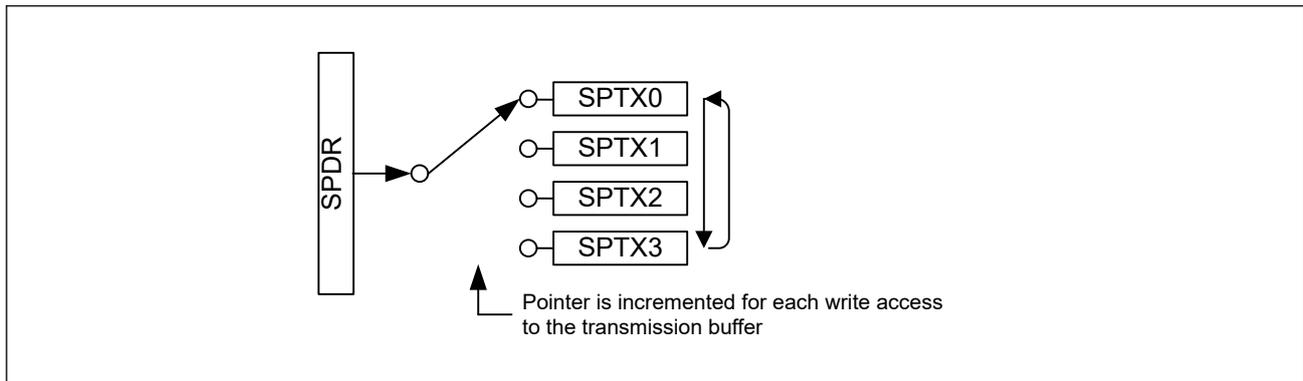 SPDR
SPTX0
SPTX1
SPTX2
SPTX3
Pointer is incremented for each write access
to the transmission buffer